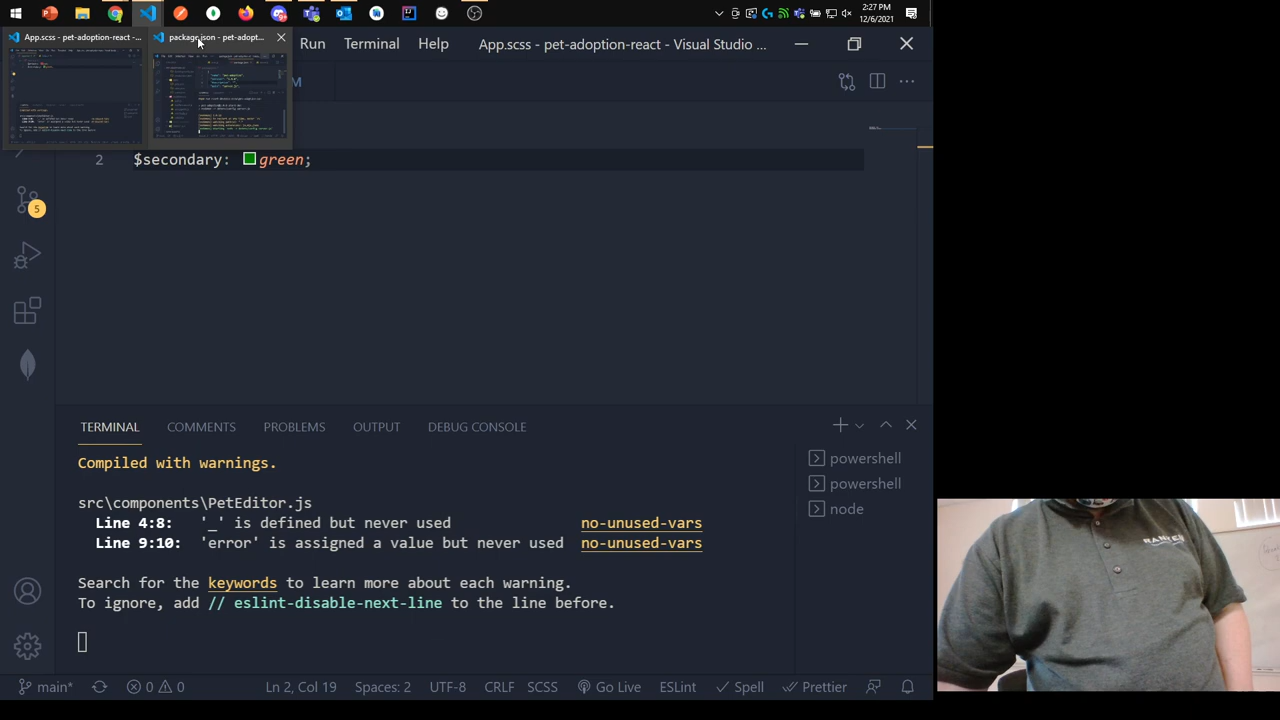 2:27 PM
12/6/2021
App.scss - pet-adoption-react -...
package.json - pet-adopt...
Run
Terminal
Help
App.scss - pet-adoption-react - Visual Studio ...
M
2
$secondary: green;
5
TERMINAL
COMMENTS
PROBLEMS
OUTPUT
DEBUG CONSOLE
Compiled with warnings.
powershell
powershell
node
src\components\PetEditor.js
Line 4:8: '_' is defined but never used no-unused-vars
Line 9:10: 'error' is assigned a value but never used no-unused-vars
Search for the keywords to learn more about each warning.
To ignore, add // eslint-disable-next-line to the line before.
main*
0
0
Ln 2, Col 19
Spaces: 2
UTF-8
CRLF
SCSS
Go Live
ESLint
Spell
Prettier